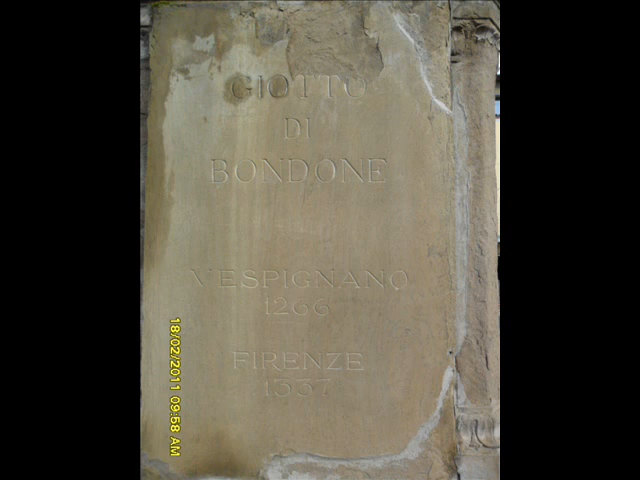 GIOTTO
DI
BONDONE
VESPIGNANO
1266
FIRENZE
1337
18/02/2011 09:58 AM